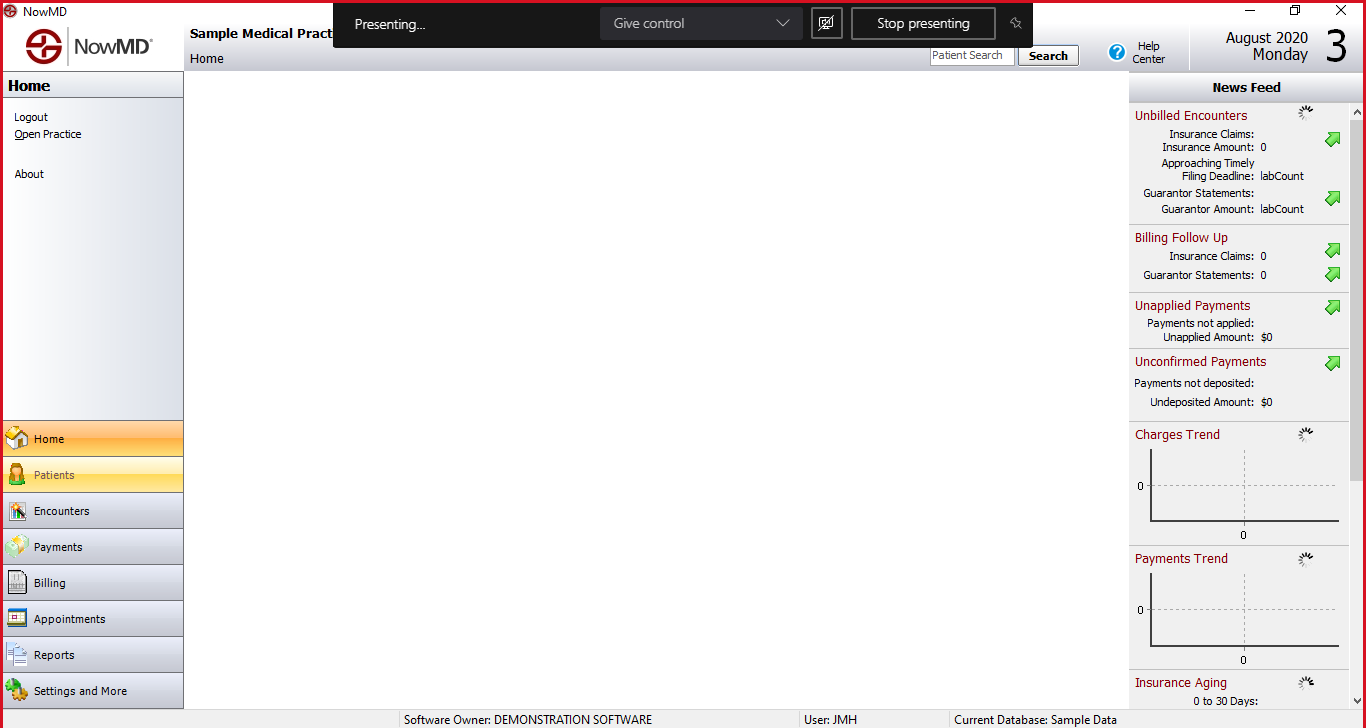 NowMD
Presenting...
Give control
Stop presenting
NowMD®
Sample Medical Pract
Home
Patient Search
Search
Help
Center
August 2020
Monday
3
Home
Logout
Open Practice
About
Home
Patients
Encounters
Payments
Billing
Appointments
Reports
Settings and More
News Feed
Unbilled Encounters
Insurance Claims:
Insurance Amount: 0
Approaching Timely
Filing Deadline: labCount
Guarantor Statements:
Guarantor Amount: labCount
Billing Follow Up
Insurance Claims: 0
Guarantor Statements: 0
Unapplied Payments
Payments not applied:
Unapplied Amount: $0
Unconfirmed Payments
Payments not deposited:
Undeposited Amount: $0
Charges Trend
0
0
Payments Trend
0
0
Insurance Aging
0 to 30 Days:
Software Owner: DEMONSTRATION SOFTWARE
User: JMH
Current Database: Sample Data